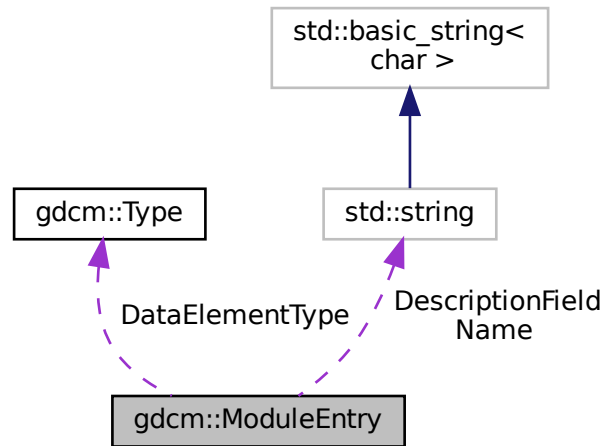 std::basic_string<
char >
gdcm::Type
std::string
DataElementType
DescriptionField
Name
gdcm::ModuleEntry